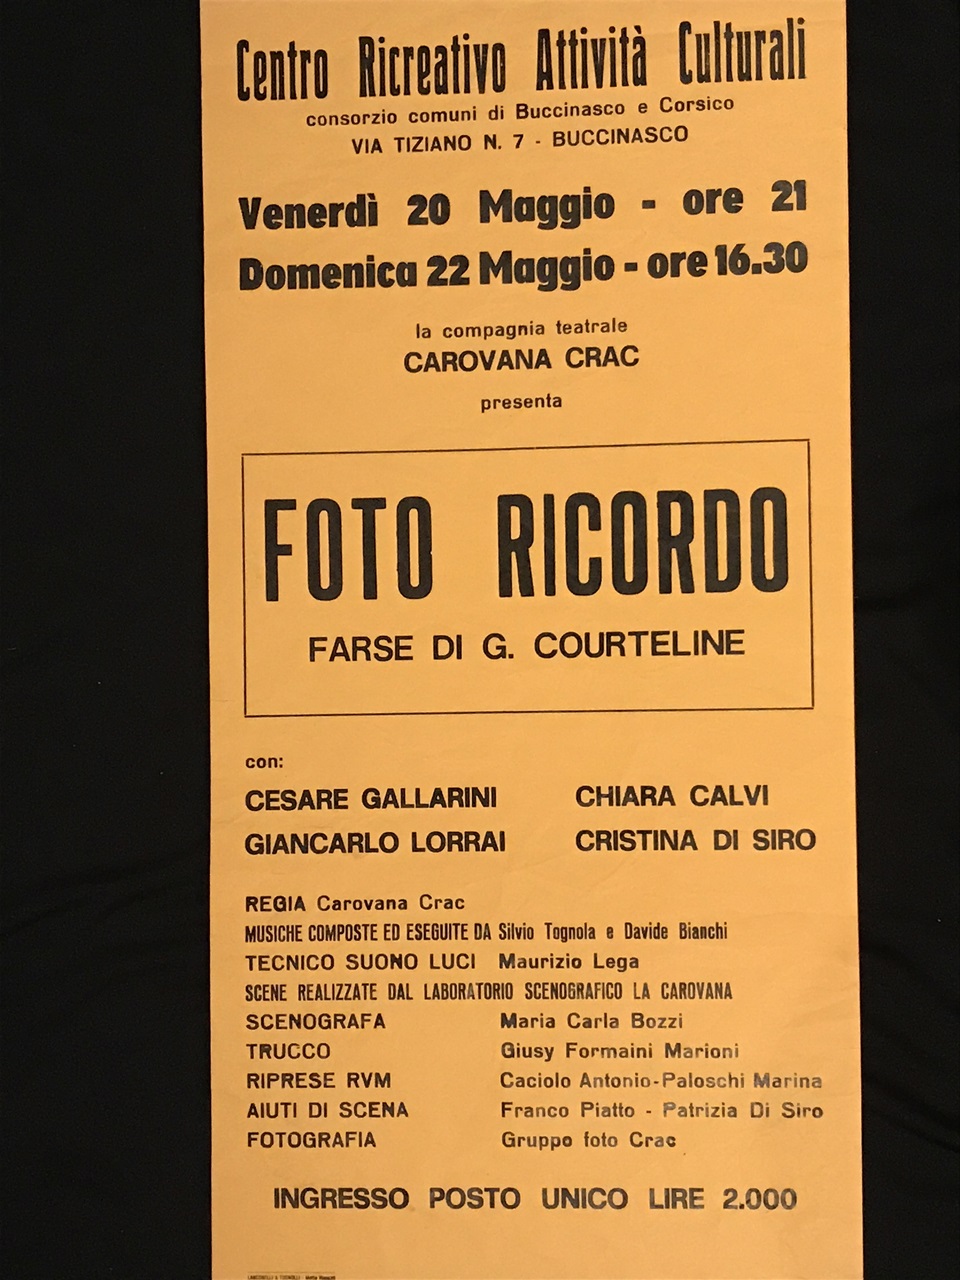 Centro Ricreativo Attività Culturali
consorzio comuni di Buccinasco e Corsico
VIA TIZIANO N. 7 - BUCCINASCO
Venerdì 20 Maggio - ore 21
Domenica 22 Maggio - ore 16.30
la compagnia teatrale
CAROVANA CRAC
presenta
FOTO RICORDO
FARSE DI G. COURTELINE
con:
CESARE GALLARINI CHIARA CALVI
GIANCARLO LORRAI CRISTINA DI SIRO
REGIA Carovana Crac
MUSICHE COMPOSTE ED ESEGUITE DA Silvio Tognola e Davide Bianchi
TECNICO SUONO LUCI Maurizio Lega
SCENE REALIZZATE DAL LABORATORIO SCENOGRAFICO LA CAROVANA
SCENOGRAFA Maria Carla Bozzi
TRUCCO Giusy Formaini Marioni
RIPRESE RVM Caciolo Antonio-Paloschi Marina
AIUTI DI SCENA Franco Piatto - Patrizia Di Siro
FOTOGRAFIA Gruppo foto Crac
INGRESSO POSTO UNICO LIRE 2.000